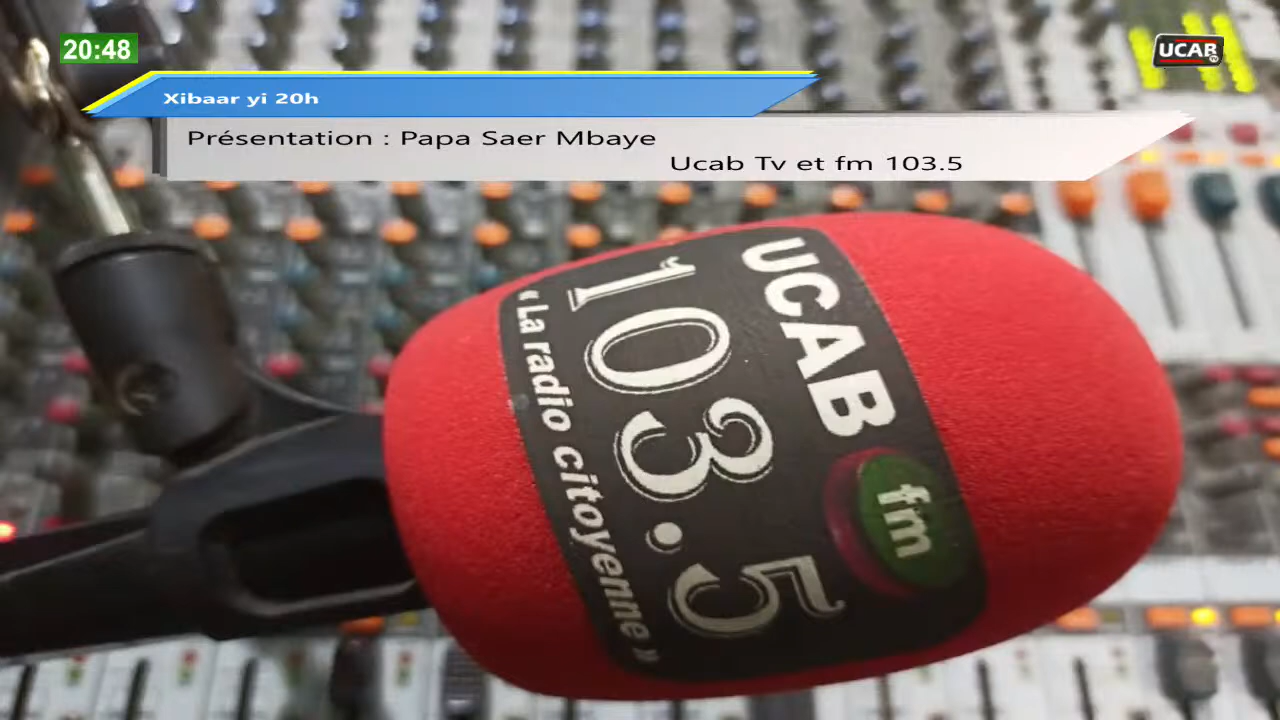 20:48
UCAB
TV
Xibaar yi 20h
Présentation : Papa Saer Mbaye
Ucab Tv et fm 103.5
UCAB
fm
103.5
« La radio citoyenne »